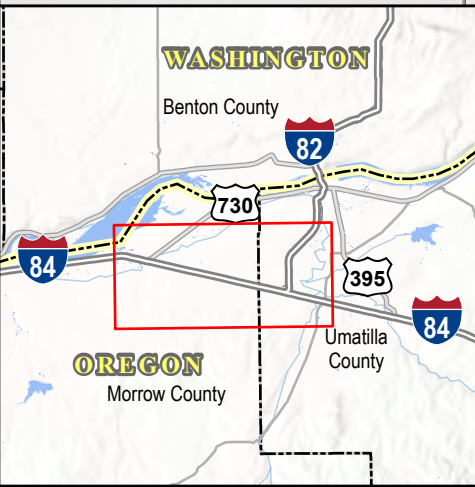 WASHINGTON
Benton County
82
730
84
395
84
Umatilla
County
OREGON
Morrow County